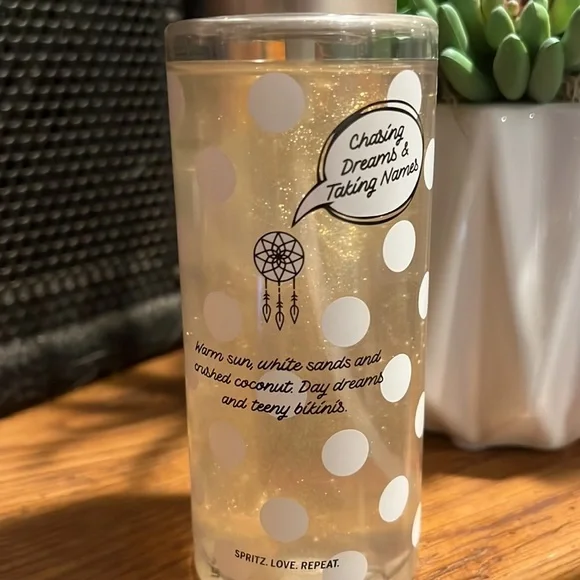 Chasing
Dreams &
Taking Names
Warm sun, white sands and
crushed coconut. Day dreams
and teeny bikinis.
SPRITZ. LOVE. REPEAT.